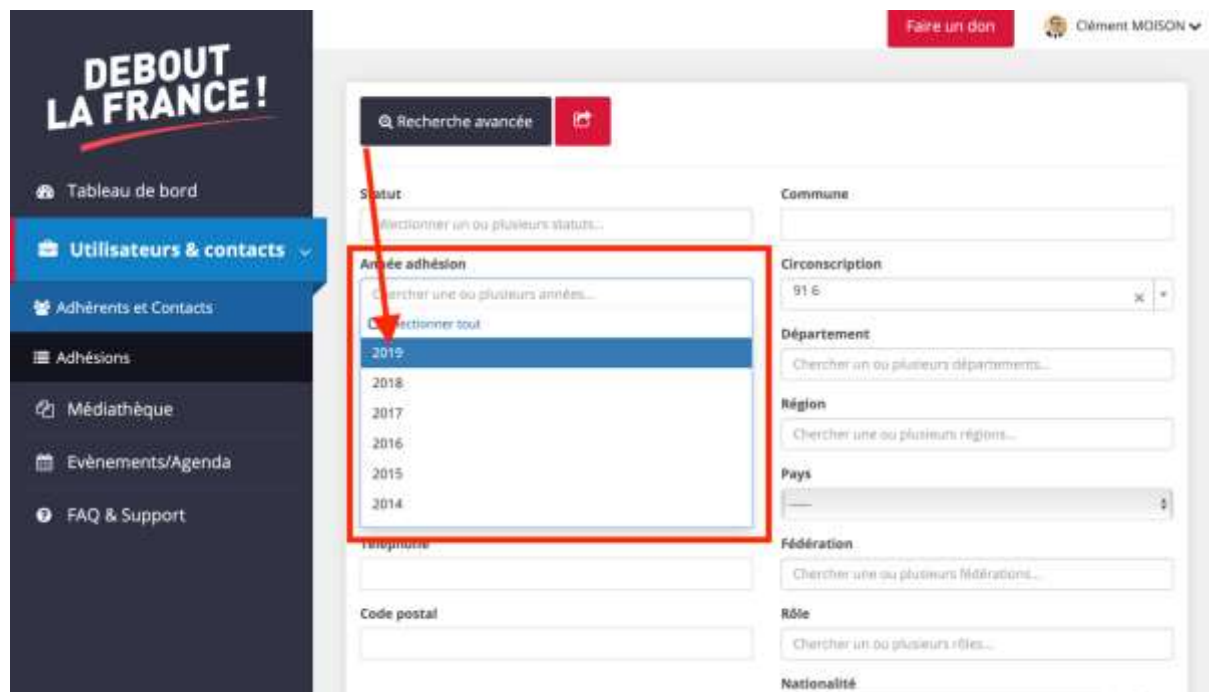 Faire un don
Clément MOISON
DEBOUT
LA FRANCE !
Recherche avancée
Tableau de bord
Utilisateurs & contacts
Adhérents et Contacts
Adhésions
Médiathèque
Evènements/Agenda
FAQ & Support
Statut
Sélectionner un ou plusieurs statuts...
Année adhésion
Chercher une ou plusieurs années...
Sélectionner tout
2019
2018
2017
2016
2015
2014
Téléphone
Code postal
Commune
Circonscription
91 6
Département
Chercher un ou plusieurs départements...
Région
Chercher une ou plusieurs régions...
Pays
-----
Fédération
Chercher une ou plusieurs fédérations...
Rôle
Chercher un ou plusieurs rôles...
Nationalité